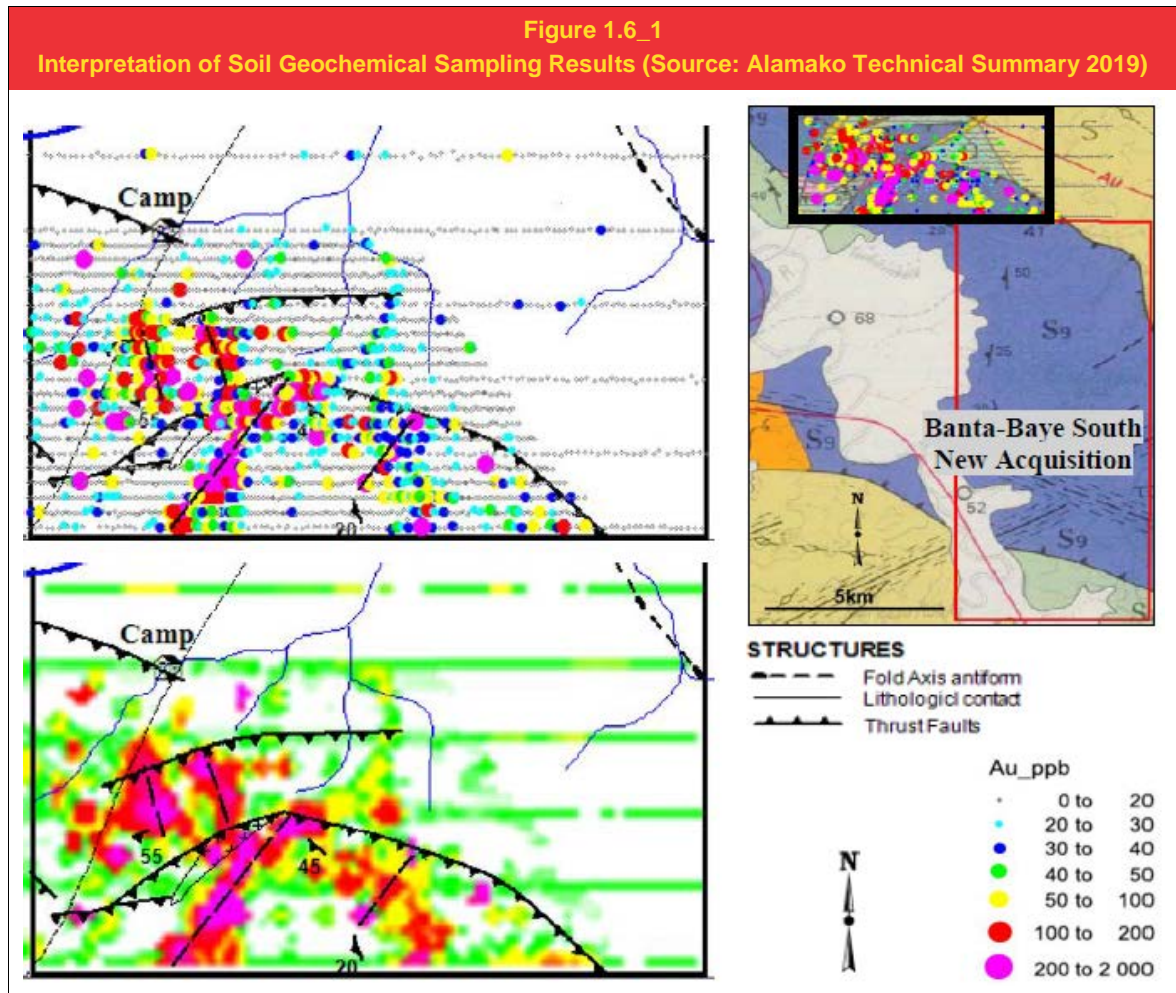 Figure 1.6_1
Interpretation of Soil Geochemical Sampling Results (Source: Alamako Technical Summary 2019)
Camp
55
20
Camp
55
45
20
Au
S
50
68
25
S9
S9
Banta-Baye South
New Acquisition
52
N
S9
5km
STRUCTURES
Fold Axis antiform
Lithologicl contact
Thrust Faults
Au_ppb
0 to 20
20 to 30
30 to 40
40 to 50
50 to 100
100 to 200
200 to 2 000
N